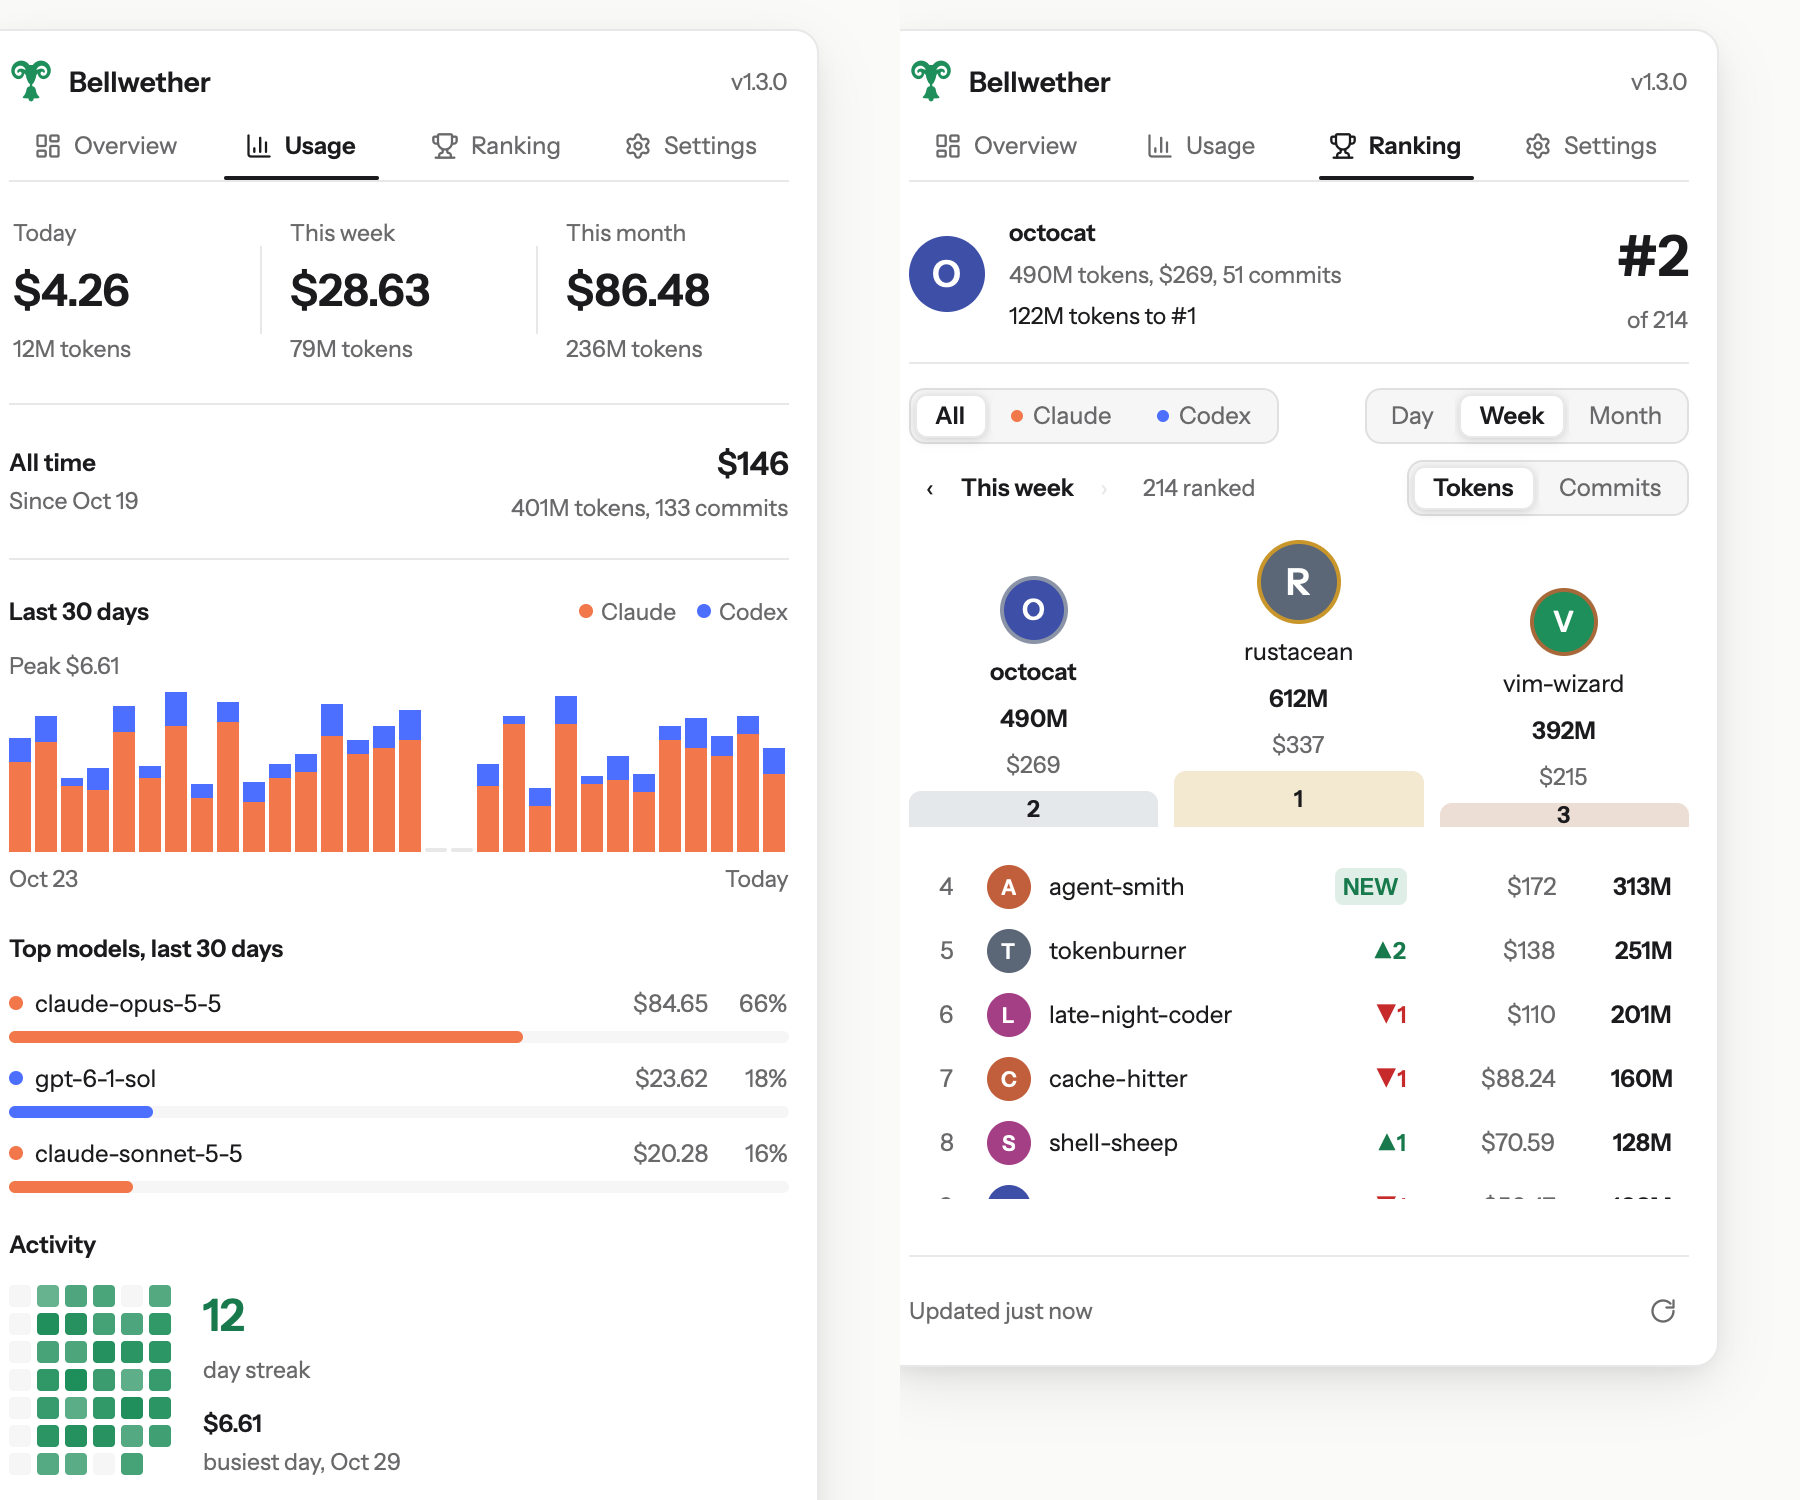 Bellwether
v1.3.0
Overview
Usage
Ranking
Settings
Today
This week
This month
$4.26
$28.63
$86.48
12M tokens
79M tokens
236M tokens
All time
$146
Since Oct 19
401M tokens, 133 commits
Last 30 days
Claude
Codex
Peak $6.61
Oct 23
Today
Top models, last 30 days
claude-opus-5-5
$84.65
66%
gpt-6-1-sol
$23.62
18%
claude-sonnet-5-5
$20.28
16%
Activity
12
day streak
$6.61
busiest day, Oct 29
Bellwether
v1.3.0
Overview
Usage
Ranking
Settings
O
octocat
490M tokens, $269, 51 commits
122M tokens to #1
#2
of 214
All
Claude
Codex
Day
Week
Month
‹
This week
›
214 ranked
Tokens
Commits
O
octocat
490M
$269
2
R
rustacean
612M
$337
1
V
vim-wizard
392M
$215
3
4 A agent-smith NEW $172 313M
5 T tokenburner ▲2 $138 251M
6 L late-night-coder ▼1 $110 201M
7 C cache-hitter ▼1 $88.24 160M
8 S shell-sheep ▲1 $70.59 128M
Updated just now